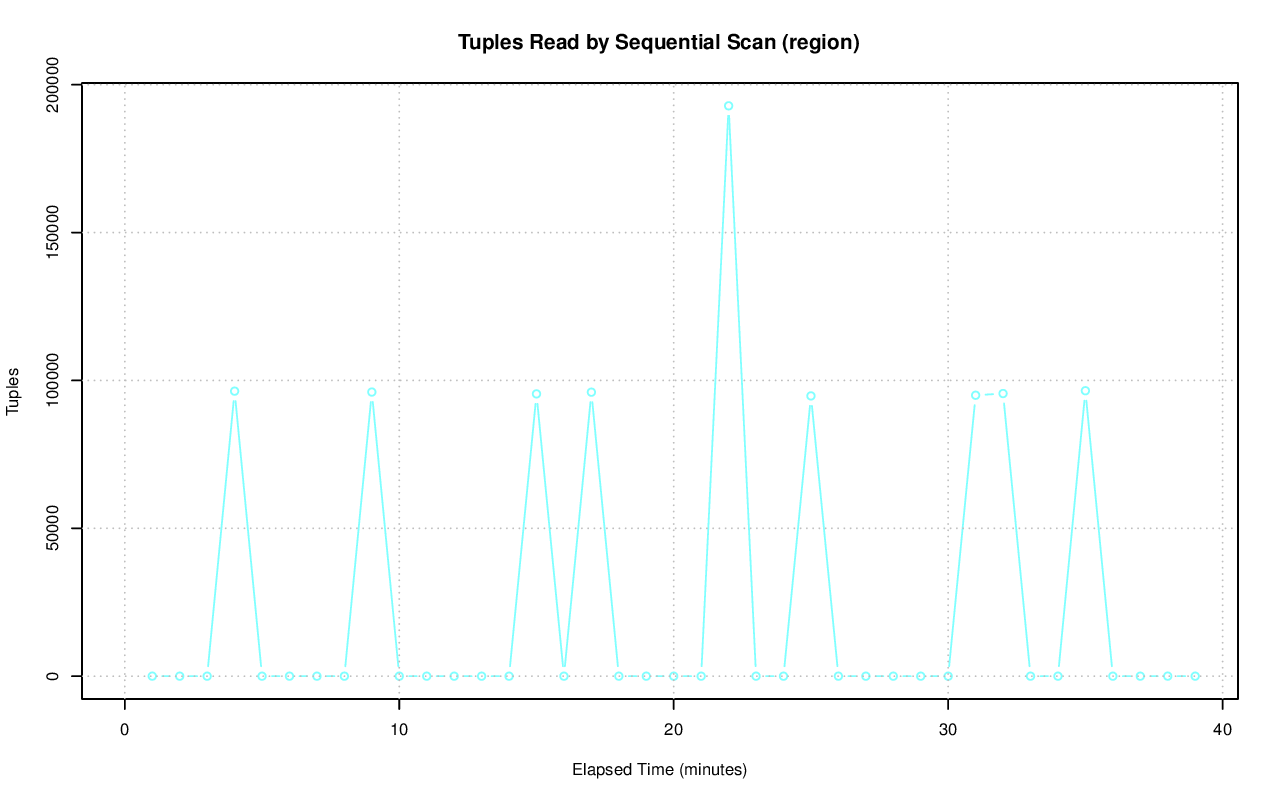 Tuples Read by Sequential Scan (region)
200000
150000
100000
50000
0
Tuples
0 10 20 30 40
Elapsed Time (minutes)